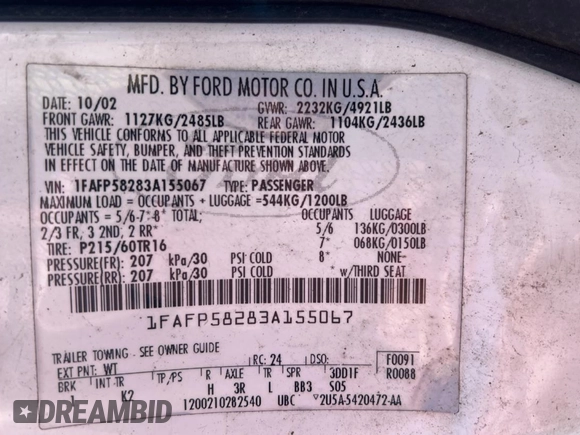 MFD. BY FORD MOTOR CO. IN U.S.A.
DATE: 10/02 GVWR: 2232KG/4921LB
FRONT GAWR: 1127KG/2485LB REAR GAWR: 1104KG/2436LB
THIS VEHICLE CONFORMS TO ALL APPLICABLE FEDERAL MOTOR
VEHICLE SAFETY, BUMPER, AND THEFT PREVENTION STANDARDS
IN EFFECT ON THE DATE OF MANUFACTURE SHOWN ABOVE.
VIN: 1FAFP58283A155067 TYPE: PASSENGER
MAXIMUM LOAD = OCCUPANTS + LUGGAGE = 544KG/1200LB
OCCUPANTS = 5/6-7*-8* TOTAL; OCCUPANTS LUGGAGE
2/3 FR, 3 2ND, 2 RR* 5/6 136KG/0300LB
TIRE: P215/60TR16 7* 068KG/0150LB
PRESSURE(FR): 207 kPa/30 PSI COLD 8* -NONE-
PRESSURE(RR): 207 kPa/30 PSI COLD * w/THIRD SEAT
1FAFP58283A155067
TRAILER TOWING - SEE OWNER GUIDE
EXT PNT: WT RC: 24 DSO: F0091
BRK INT TR TP/PS R AXLE TR SPR 3DD1F R0088
1 K2 H 3R L BB3 S05
1200210282540 UBC ▽2U5A-5420472-AA
RideSafely